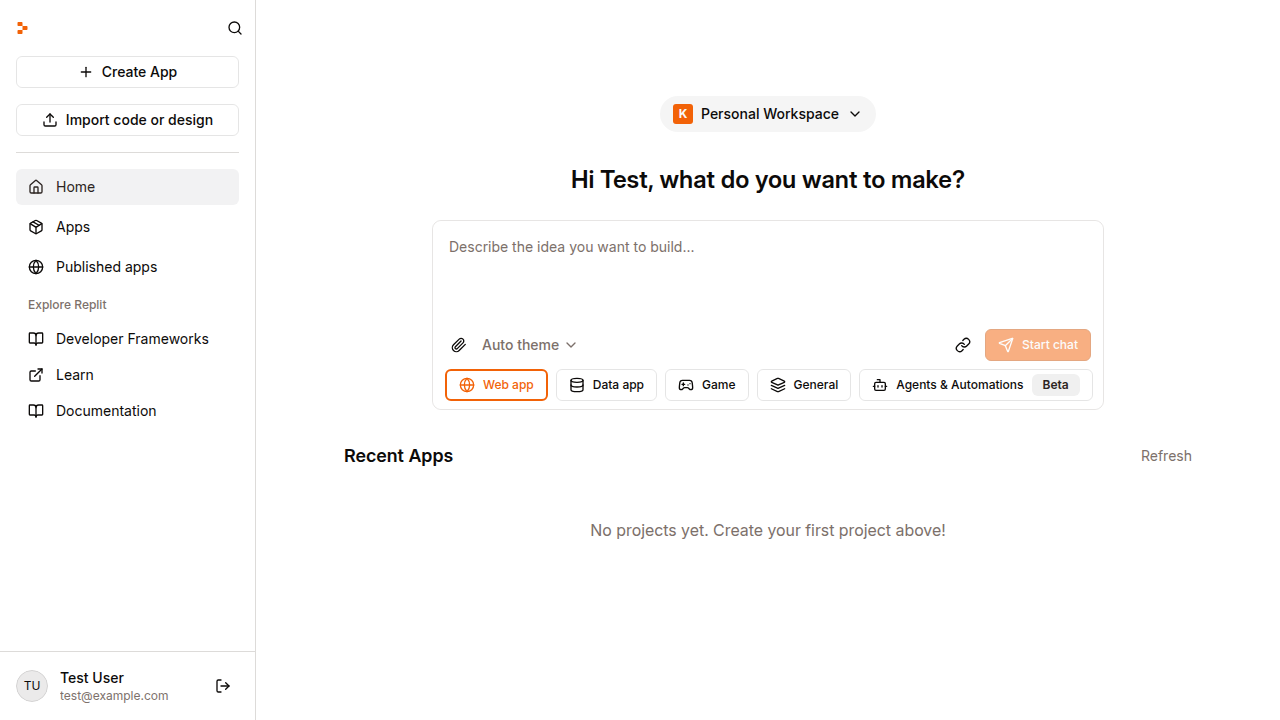 Create App
Import code or design
Home
Apps
Published apps
Explore Replit
Developer Frameworks
Learn
Documentation
TU
Test User
test@example.com
K Personal Workspace
Hi Test, what do you want to make?
Describe the idea you want to build...
Auto theme
Start chat
Web app Data app Game General Agents & Automations Beta
Recent Apps
Refresh
No projects yet. Create your first project above!